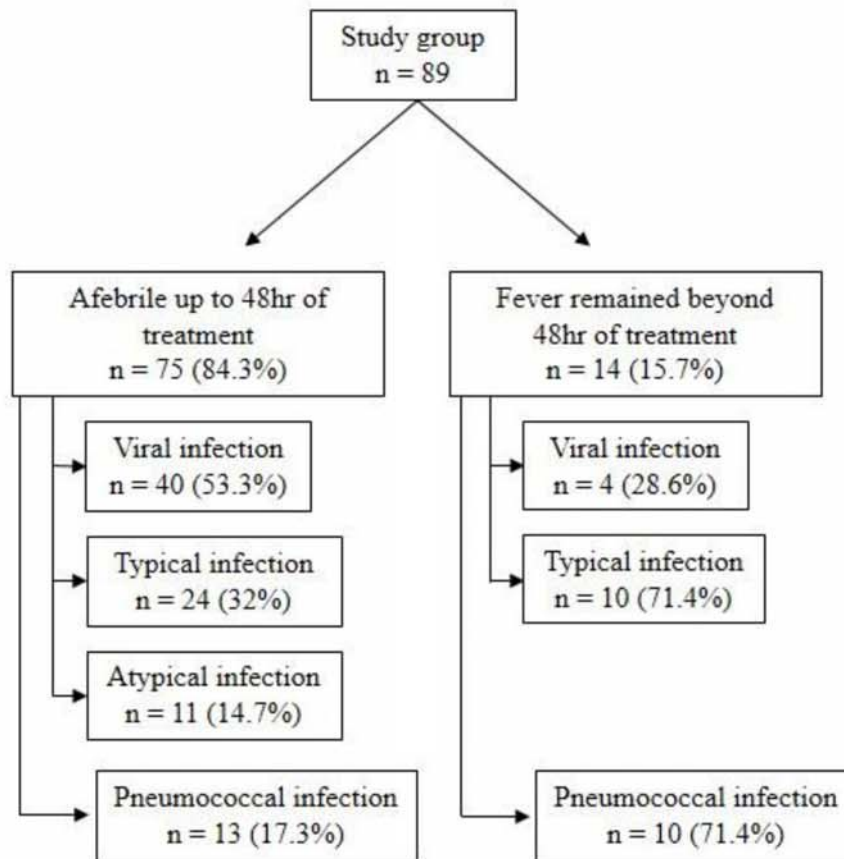 Study group
n = 89
Afebrile up to 48hr of
treatment
n = 75 (84.3%)
Fever remained beyond
48hr of treatment
n = 14 (15.7%)
Viral infection
n = 40 (53.3%)
Viral infection
n = 4 (28.6%)
Typical infection
n = 24 (32%)
Typical infection
n = 10 (71.4%)
Atypical infection
n = 11 (14.7%)
Pneumococcal infection
n = 13 (17.3%)
Pneumococcal infection
n = 10 (71.4%)